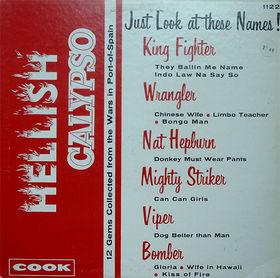 HELLISH
CALYPSO
12 Gems Collected from the Wars in Port-of-Spain
COOK
1122
Just Look at these Names!
King Fighter
They Ballin Me Name
Indo Law Na Say So
Wrangler
Chinese Wife • Limbo Teacher
• Bongo Man
Nat Hepburn
Donkey Must Wear Pants
Mighty Striker
Can Can Girls
Viper
Dog Better than Man
Bomber
Gloria • Wife in Hawaii
• Kiss of Fire